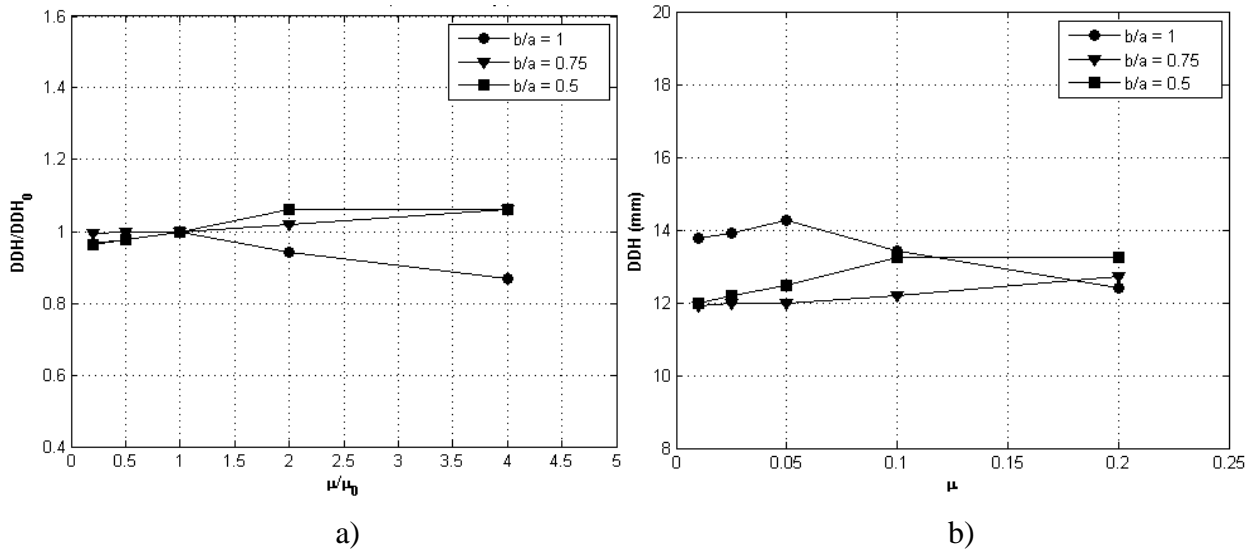 1.6
1.4
1.2
1
0.8
0.6
0.4
DDH/DDH₀
b/a = 1
b/a = 0.75
b/a = 0.5
0 0.5 1 1.5 2 2.5 3 3.5 4 4.5 5
μ/μ₀
a)
20
18
16
14
12
10
8
DDH (mm)
b/a = 1
b/a = 0.75
b/a = 0.5
0 0.05 0.1 0.15 0.2 0.25
μ
b)